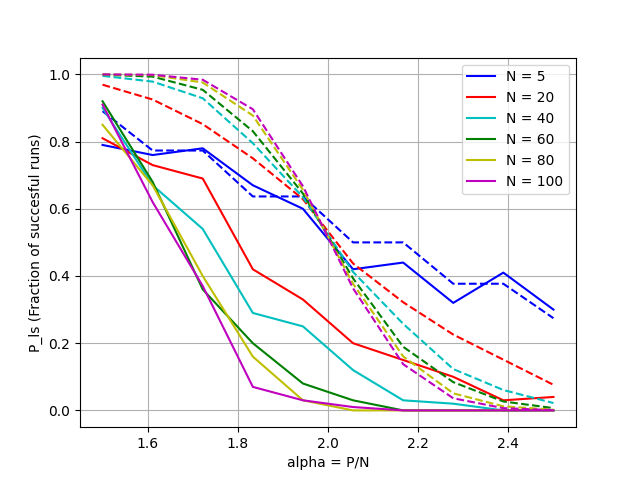 1.0
0.8
0.6
0.4
0.2
0.0
P_ls (Fraction of succesful runs)
N = 5
N = 20
N = 40
N = 60
N = 80
N = 100
1.6 1.8 2.0 2.2 2.4
alpha = P/N